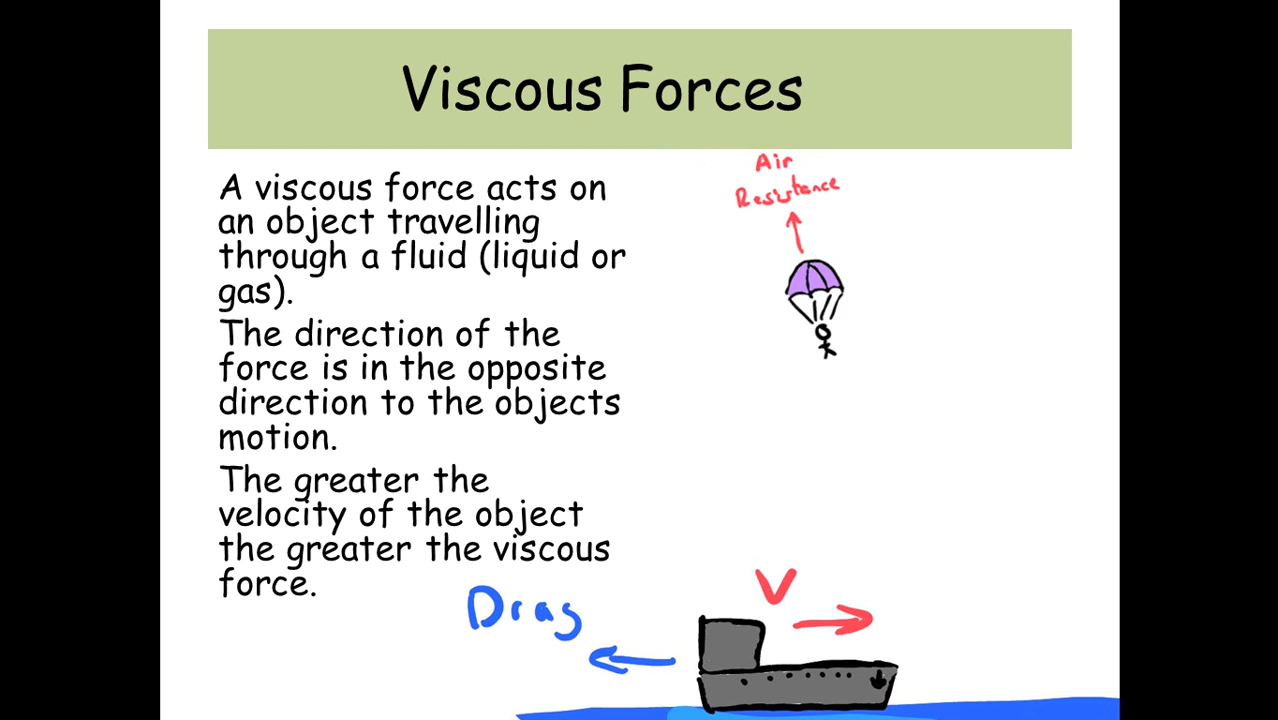 Viscous Forces
A viscous force acts on
an object travelling
through a fluid (liquid or
gas).
The direction of the
force is in the opposite
direction to the objects
motion.
The greater the
velocity of the object
the greater the viscous
force.
Air
Resistance
Drag
V